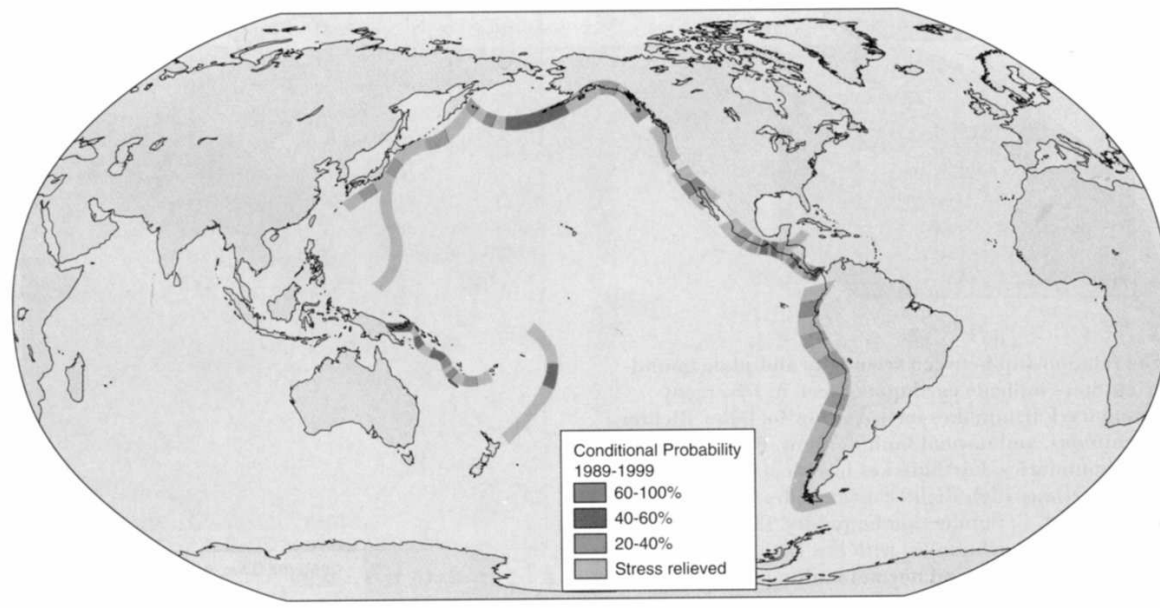 Conditional Probability
1989-1999
60-100%
40-60%
20-40%
Stress relieved